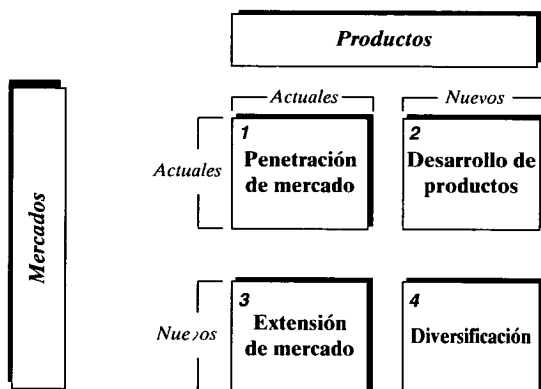 Productos
Actuales
Nuevos
1
Penetración
de mercado
2
Desarrollo de
productos
Actuales
Mercados
3
Extensión
de mercado
4
Diversificación
Nuevos